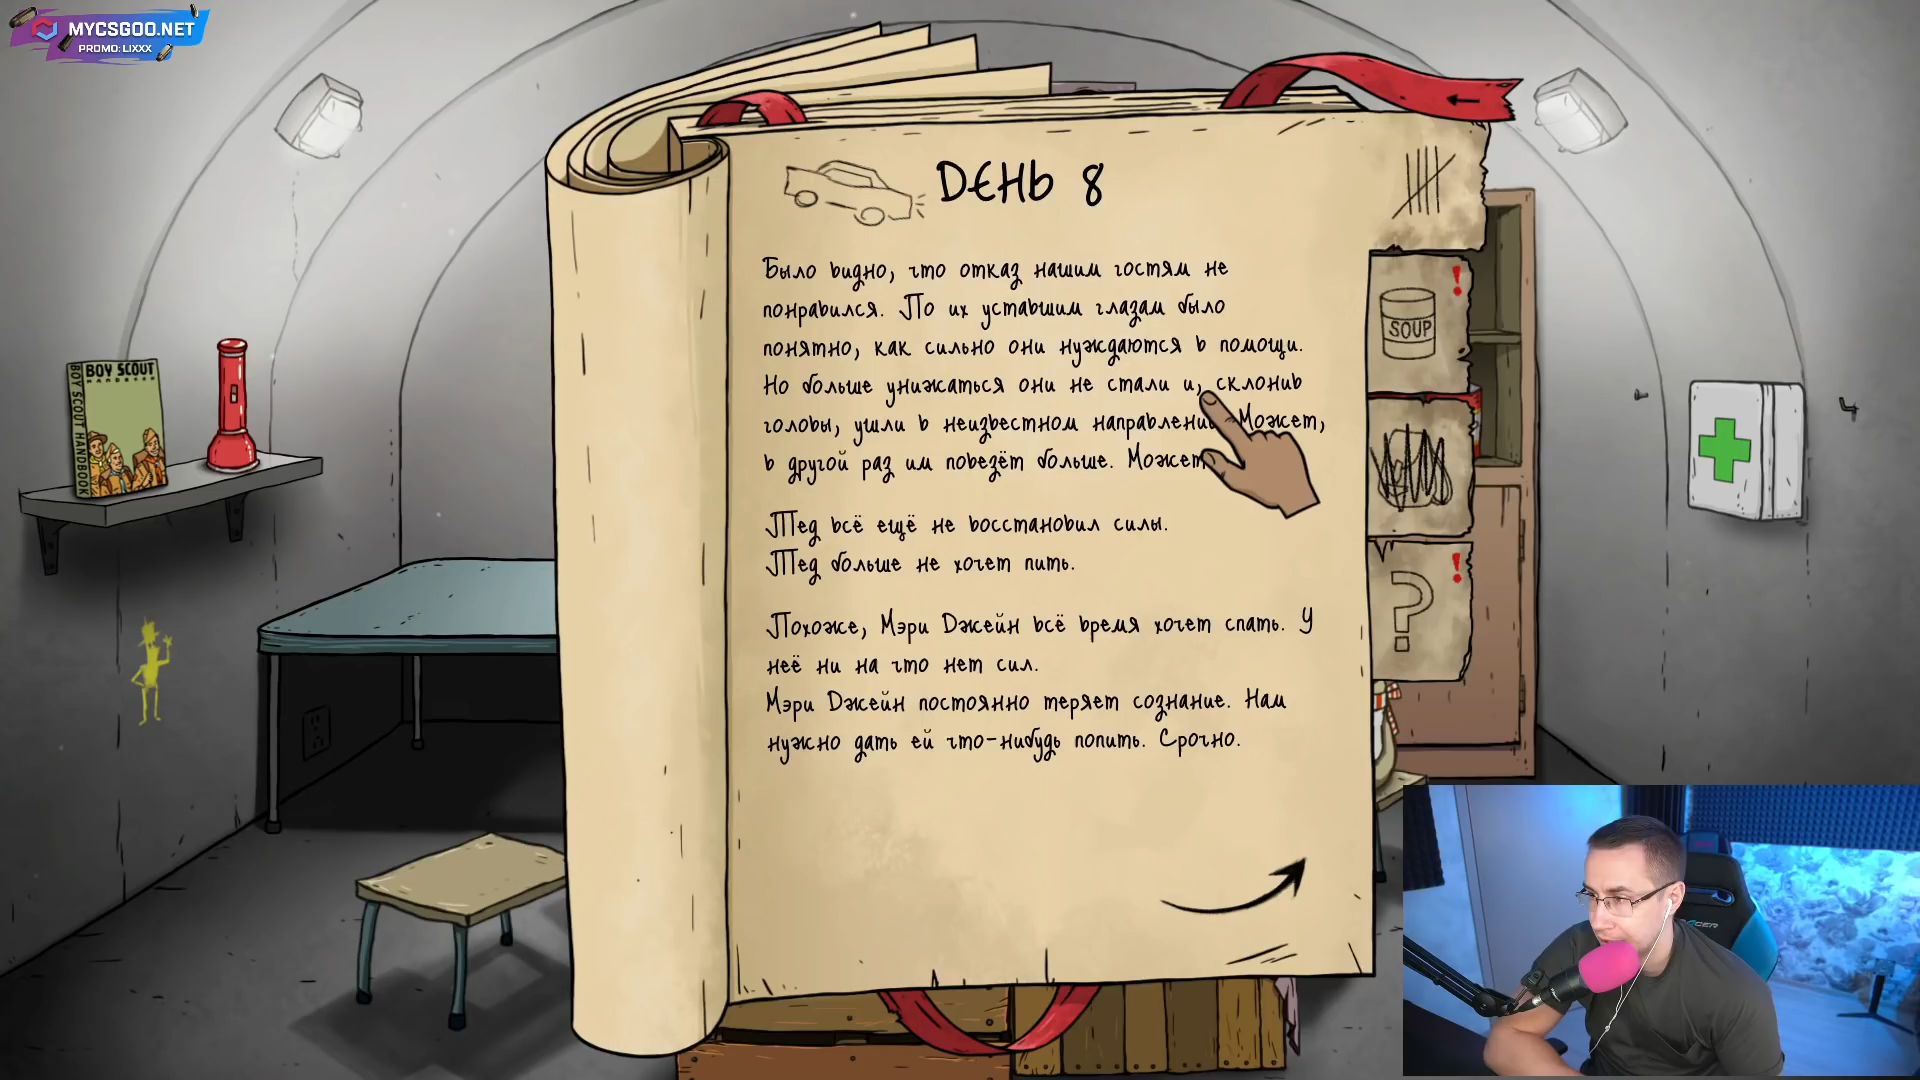 MYCSGOO.NET
PROMO: LIXXX
ДЕНЬ 8
Было видно, что отказ нашим гостям не
понравился. По их уставшим глазам было
понятно, как сильно они нуждаются в помощи.
Но больше унижаться они не стали и, склонив
головы, ушли в неизвестном Может,
в другой раз им повезёт больше. Может
Тед всё ещё не восстановил силы.
Тед больше не хочет пить.
Похоже, Мэри Джейн всё время хочет спать. У
неё ни на что нет сил.
Мэри Джейн постоянно теряет сознание. Нам
нужно дать ей что-нибудь попить. Срочно.
!
SOUP
!
?
BOY SCOUT
HANDBOOK
BOY SCOUT HANDBOOK